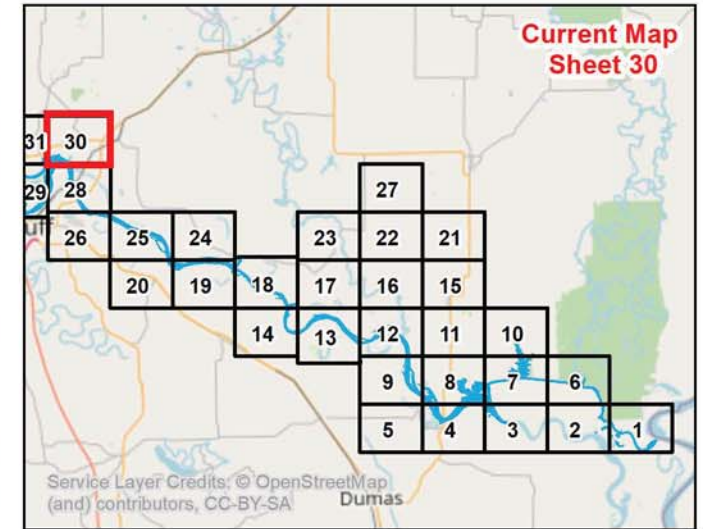 Current Map
Sheet 30
31 30
27
29 28
uff
26 25 24 23 22 21
20 19 18 17 16 15
14 13 12 11 10
9 8 7 6
5 4 3 2 1
Service Layer Credits: © OpenStreetMap
(and) contributors, CC-BY-SA
Dumas